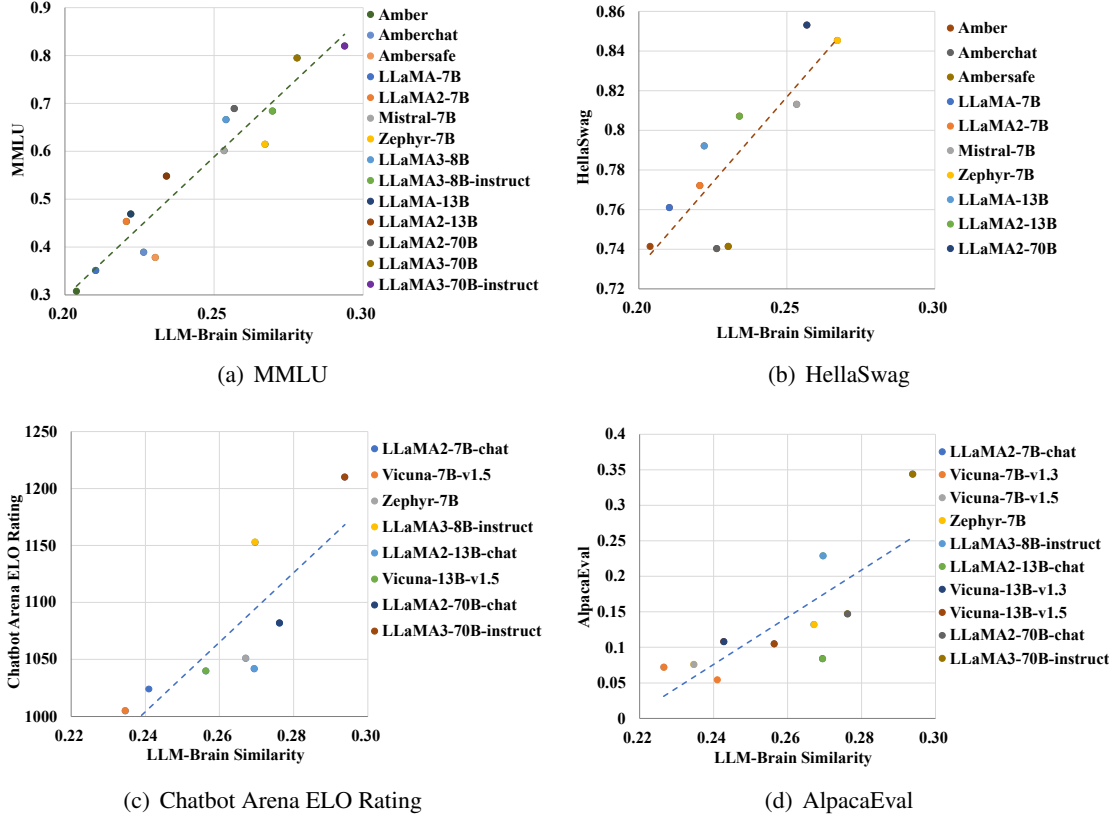 MMLU
0.9
0.8
0.7
0.6
0.5
0.4
0.3
0.20
0.25
0.30
LLM-Brain Similarity
Amber
Amberchat
Ambersafe
LLaMA-7B
LLaMA2-7B
Mistral-7B
Zephyr-7B
LLaMA3-8B
LLaMA3-8B-instruct
LLaMA-13B
LLaMA2-13B
LLaMA2-70B
LLaMA3-70B
LLaMA3-70B-instruct
(a) MMLU
HellaSwag
0.86
0.84
0.82
0.8
0.78
0.76
0.74
0.72
0.20
0.25
0.30
LLM-Brain Similarity
Amber
Amberchat
Ambersafe
LLaMA-7B
LLaMA2-7B
Mistral-7B
Zephyr-7B
LLaMA-13B
LLaMA2-13B
LLaMA2-70B
(b) HellaSwag
Chatbot Arena ELO Rating
1250
1200
1150
1100
1050
1000
0.22
0.24
0.26
0.28
0.30
LLM-Brain Similarity
LLaMA2-7B-chat
Vicuna-7B-v1.5
Zephyr-7B
LLaMA3-8B-instruct
LLaMA2-13B-chat
Vicuna-13B-v1.5
LLaMA2-70B-chat
LLaMA3-70B-instruct
(c) Chatbot Arena ELO Rating
AlpacaEval
0.4
0.35
0.3
0.25
0.2
0.15
0.1
0.05
0
0.22
0.24
0.26
0.28
0.30
LLM-Brain Similarity
LLaMA2-7B-chat
Vicuna-7B-v1.3
Vicuna-7B-v1.5
Zephyr-7B
LLaMA3-8B-instruct
LLaMA2-13B-chat
Vicuna-13B-v1.3
Vicuna-13B-v1.5
LLaMA2-70B-chat
LLaMA3-70B-instruct
(d) AlpacaEval